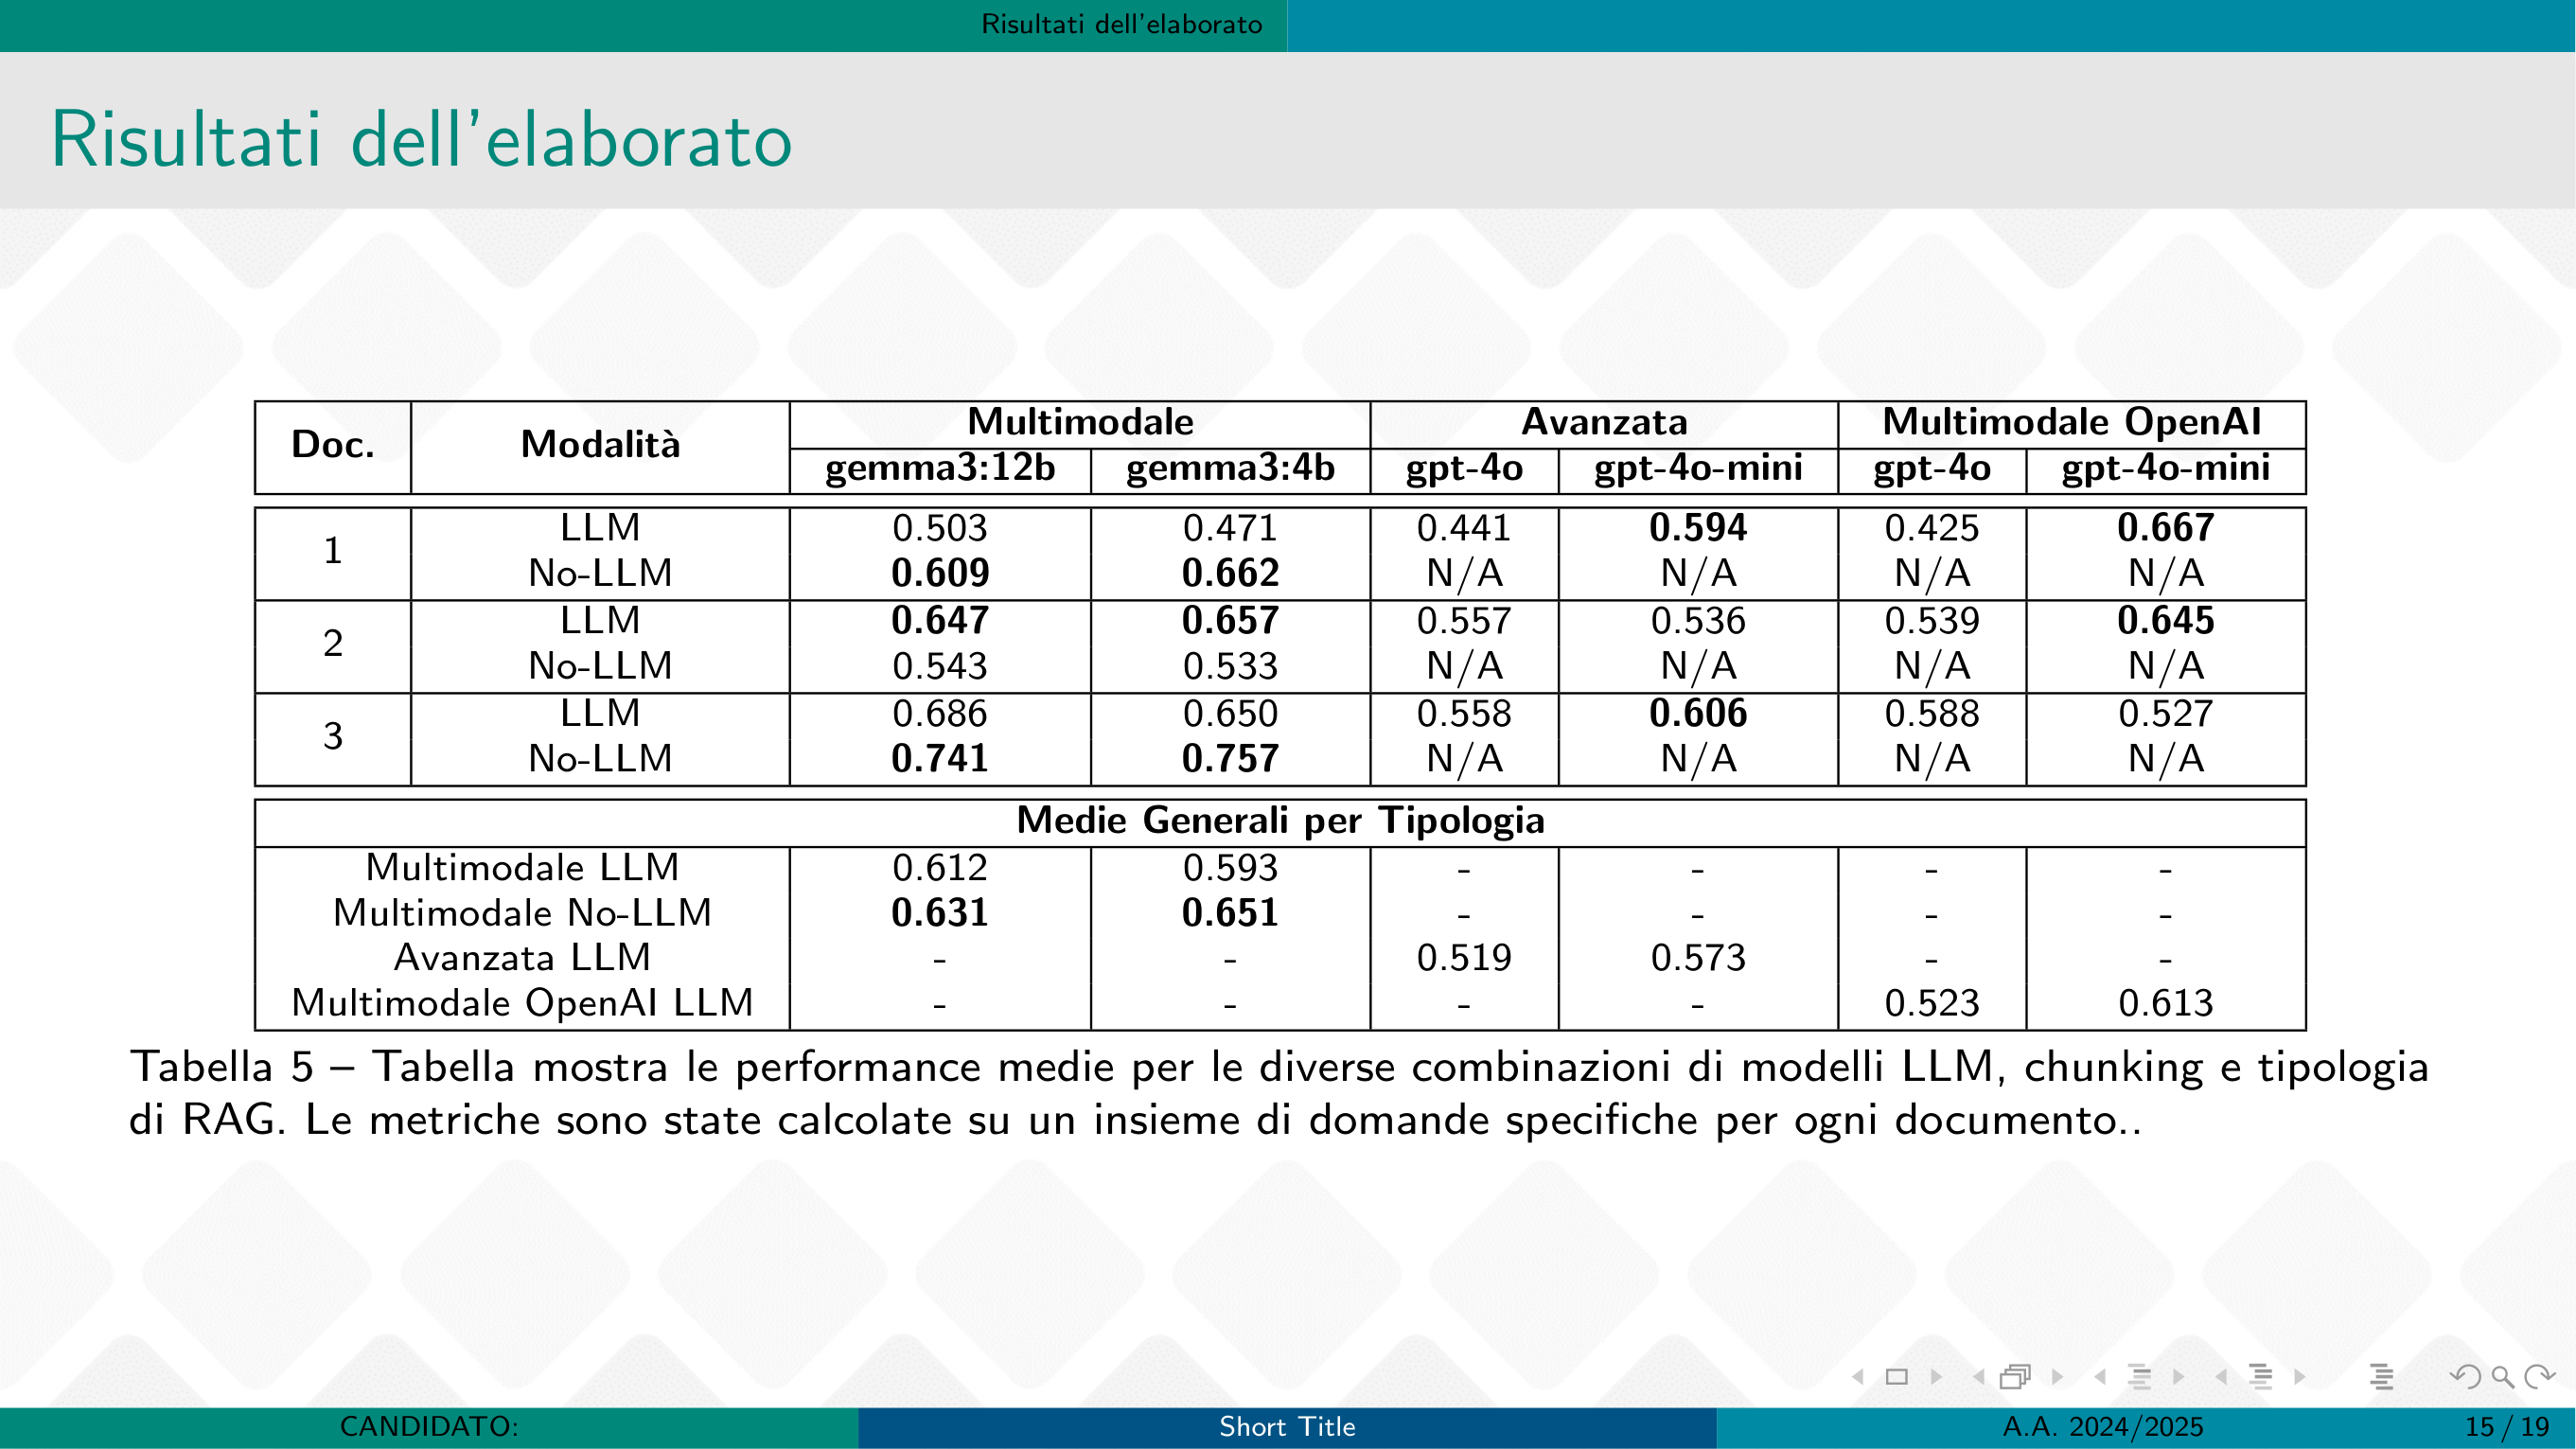 Risultati dell'elaborato
Risultati dell'elaborato
Doc. Modalità Multimodale Avanzata Multimodale OpenAI
gemma3:12b gemma3:4b gpt-4o gpt-4o-mini gpt-4o gpt-4o-mini
1 LLM 0.503 0.471 0.441 0.594 0.425 0.667
No-LLM 0.609 0.662 N/A N/A N/A N/A
2 LLM 0.647 0.657 0.557 0.536 0.539 0.645
No-LLM 0.543 0.533 N/A N/A N/A N/A
3 LLM 0.686 0.650 0.558 0.606 0.588 0.527
No-LLM 0.741 0.757 N/A N/A N/A N/A
Medie Generali per Tipologia
Multimodale LLM 0.612 0.593 - - - -
Multimodale No-LLM 0.631 0.651 - - - -
Avanzata LLM - - 0.519 0.573 - -
Multimodale OpenAI LLM - - - - 0.523 0.613
Tabella 5 – Tabella mostra le performance medie per le diverse combinazioni di modelli LLM, chunking e tipologia
di RAG. Le metriche sono state calcolate su un insieme di domande specifiche per ogni documento..
CANDIDATO: Short Title A.A. 2024/2025 15 / 19